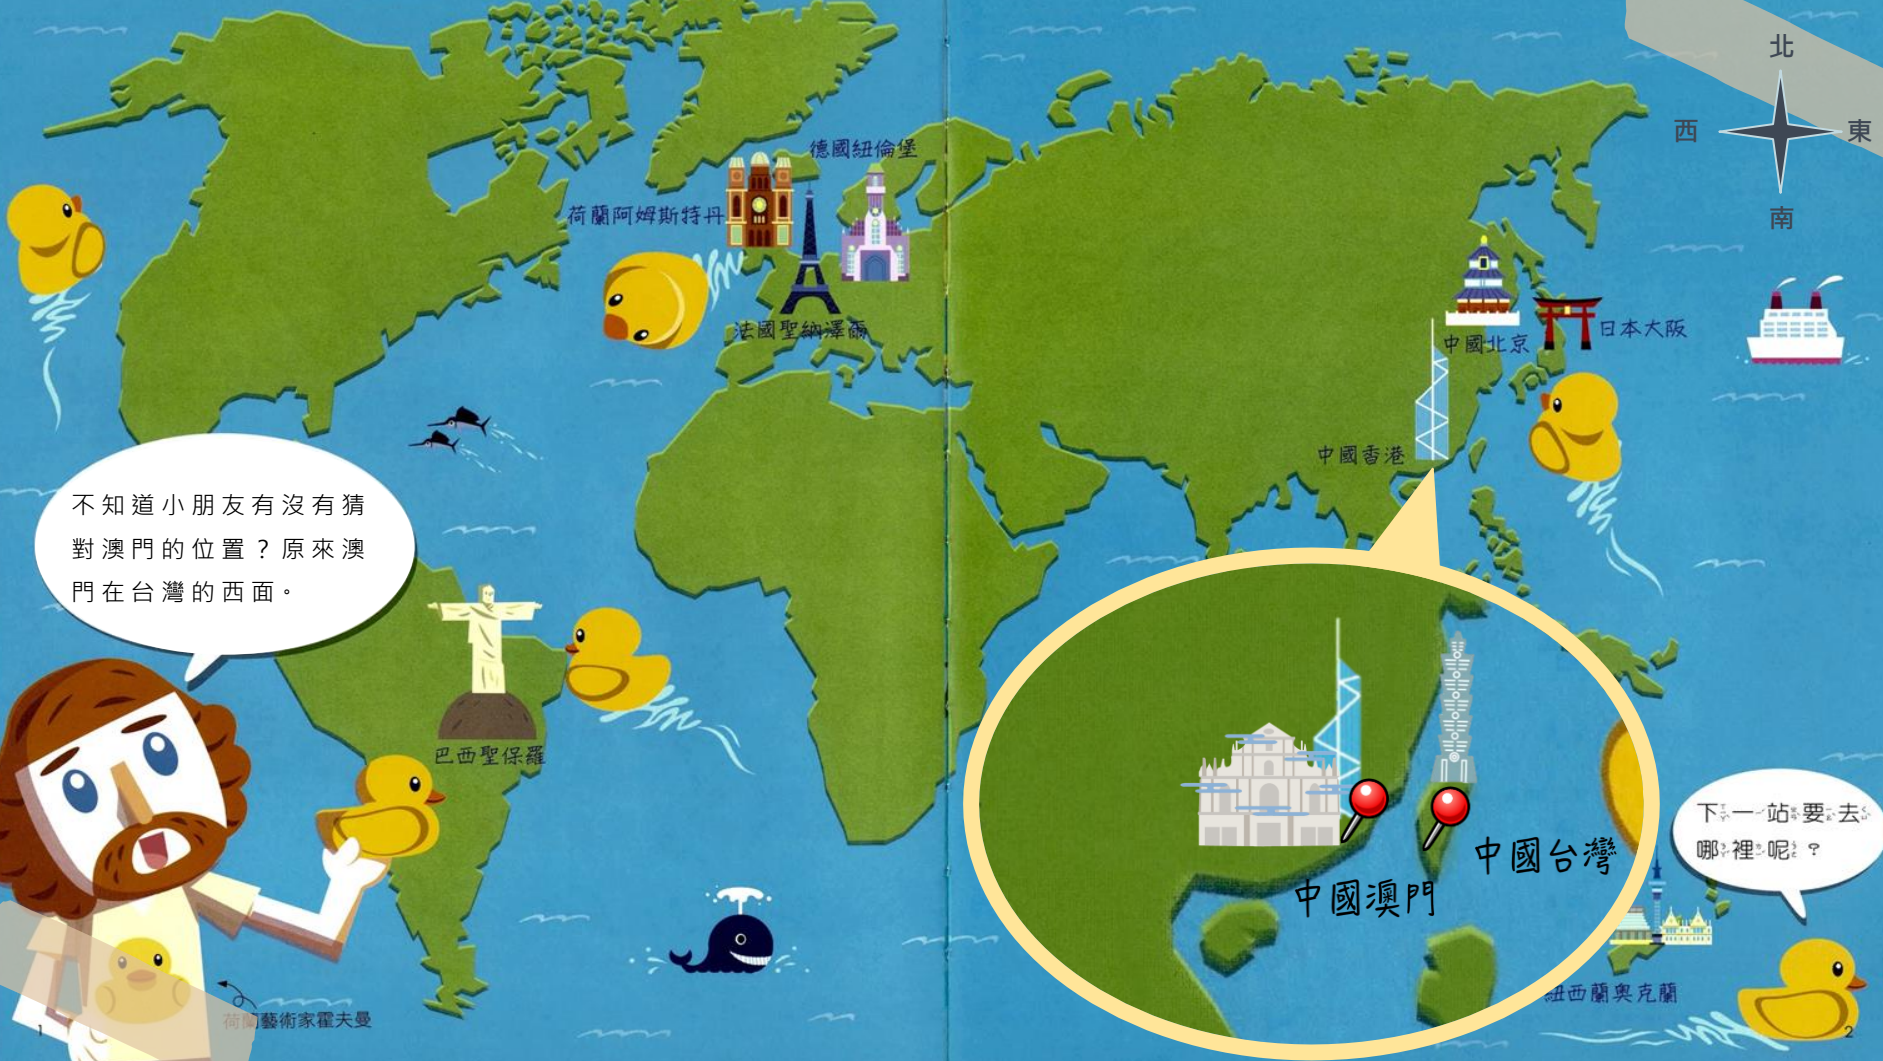 北
西
東
南
德國紐倫堡
荷蘭阿姆斯特丹
法國聖納澤爾
中國北京
日本大阪
中國香港
不知道小朋友有沒有猜
對澳門的位置？原來澳
門在台灣的西面。
巴西聖保羅
中國台灣
中國澳門
下一站要去
哪裡呢？
紐西蘭奧克蘭
荷蘭藝術家霍夫曼
1
2